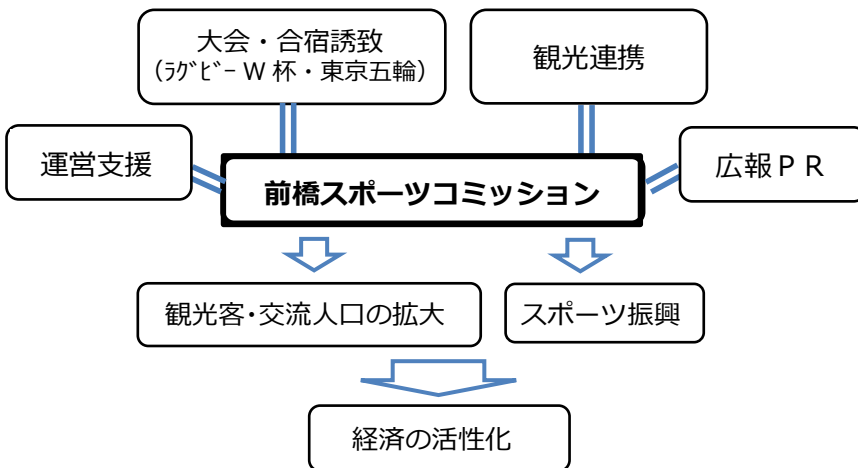 大会・合宿誘致
(ﾗｸﾞﾋﾞｰ W 杯・東京五輪)
観光連携
運営支援
広報ＰＲ
前橋スポーツコミッション
観光客・交流人口の拡大
スポーツ振興
経済の活性化